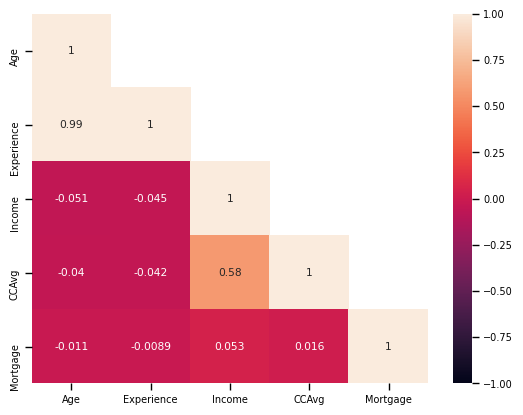 1.00
Age 1
0.75
0.50
Experience 0.99 1
0.25
Income -0.051 -0.045 1
0.00
-0.25
CCAvg -0.04 -0.042 0.58 1
-0.50
Mortgage -0.011 -0.0089 0.053 0.016 1
-0.75
-1.00
Age Experience Income CCAvg Mortgage